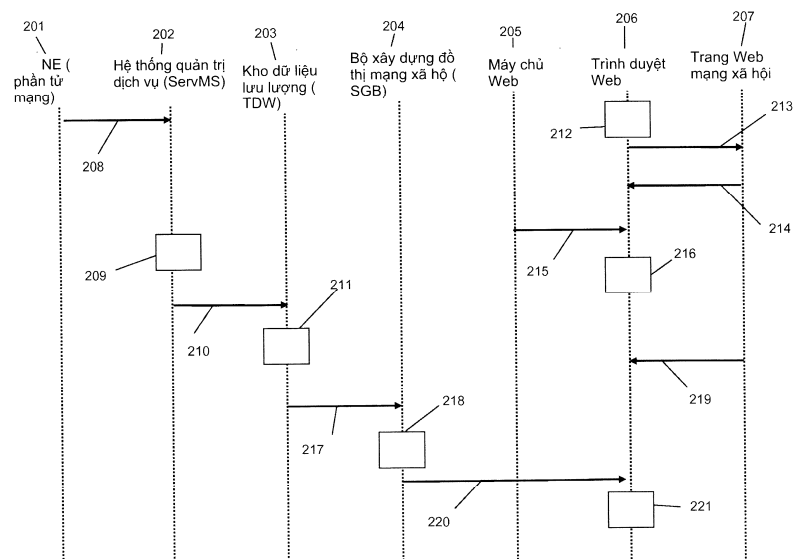 201
NE (
phần tử
mạng)
202
Hệ thống quản trị
dịch vụ (ServMS)
203
Kho dữ liệu
lưu lượng (
TDW)
204
Bộ xây dựng đồ
thị mạng xã hộ (
SGB)
205
Máy chủ
Web
206
Trình duyệt
Web
207
Trang Web
mạng xã hội
212
213
208
214
215
216
209
211
210
219
218
217
220
221